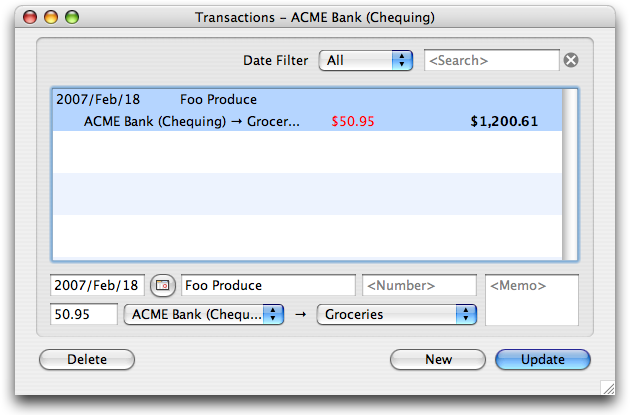 Transactions – ACME Bank (Chequing)
Date Filter All <Search>
2007/Feb/18 Foo Produce
ACME Bank (Chequing) → Grocer... $50.95 $1,200.61
2007/Feb/18 Foo Produce <Number> <Memo>
50.95 ACME Bank (Chequ... → Groceries
Delete New Update